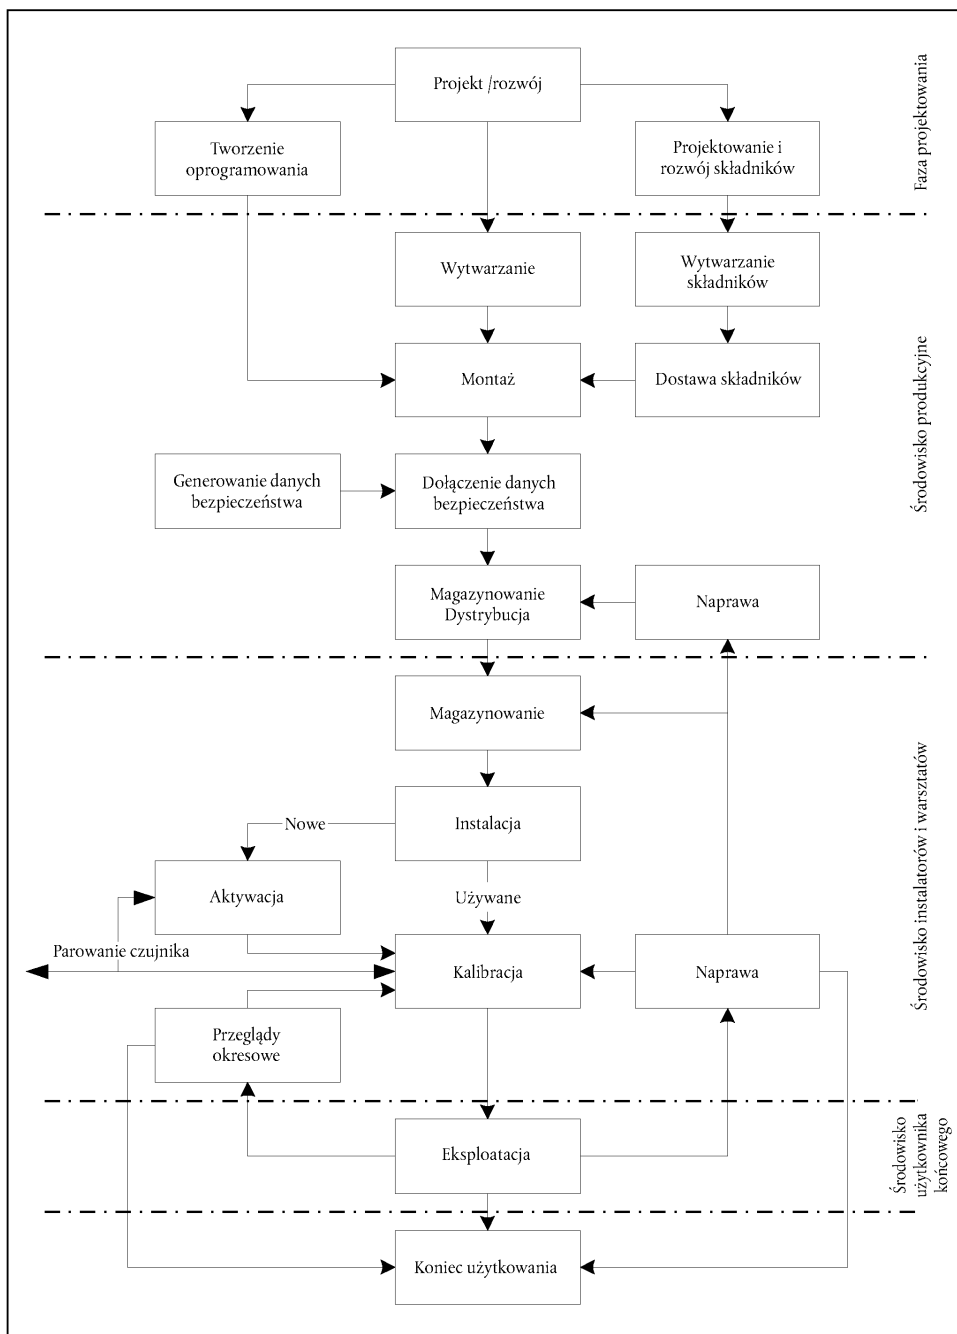 Projekt /rozwój
Tworzenie
oprogramowania
Projektowanie i
rozwój składników
Faza projektowania
Wytwarzanie
Wytwarzanie
składników
Montaż
Dostawa składników
Generowanie danych
bezpieczeństwa
Dołączenie danych
bezpieczeństwa
Magazynowanie
Dystrybucja
Naprawa
Środowisko produkcyjne
Magazynowanie
Instalacja
Nowe
Aktywacja
Używane
Parowanie czujnika
Kalibracja
Naprawa
Przeglądy
okresowe
Środowisko instalatorów i warsztatów
Eksploatacja
Środowisko
użytkownika
końcowego
Koniec użytkowania